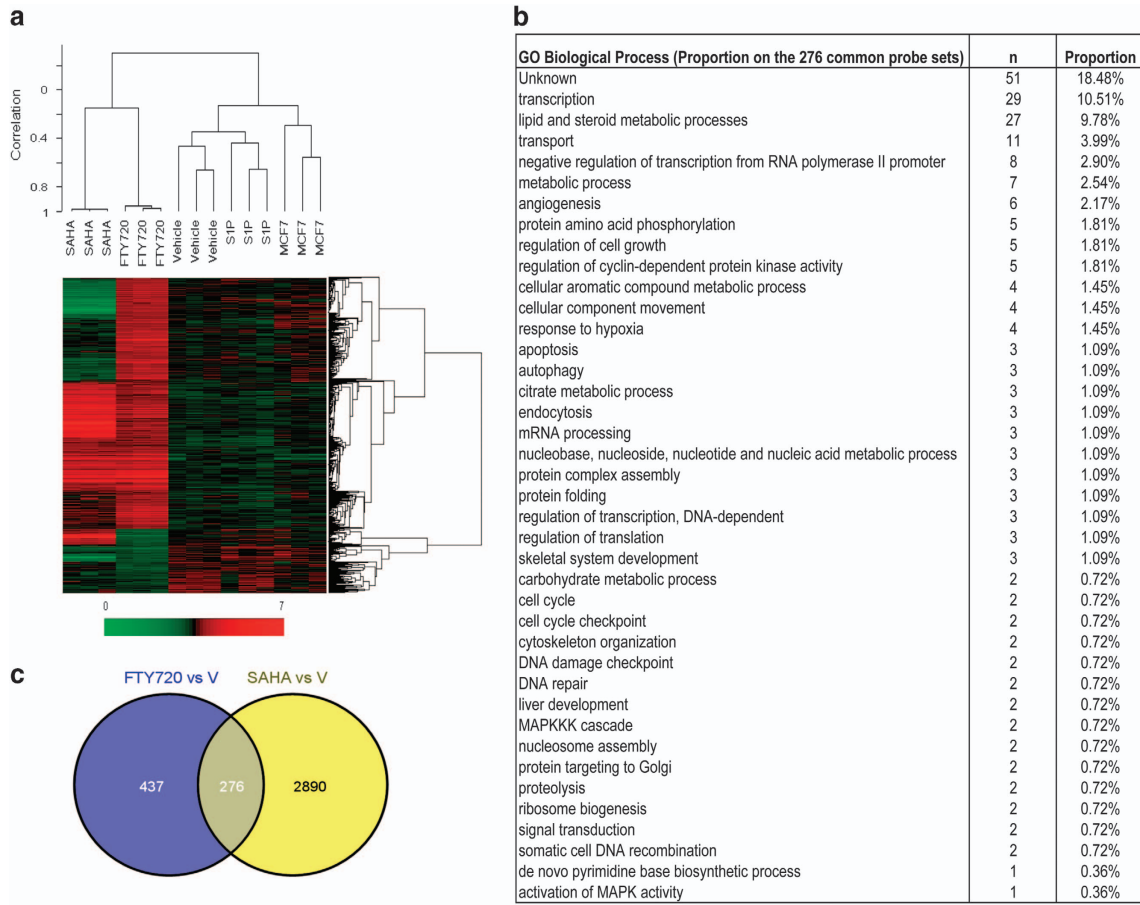 a
Correlation
0
0.4
0.8
1
SAHA
SAHA
SAHA
FTY720
FTY720
FTY720
Vehicle
Vehicle
Vehicle
S1P
S1P
S1P
MCF7
MCF7
MCF7
0 7
c
FTY720 vs V SAHA vs V
437 276 2890
b
GO Biological Process (Proportion on the 276 common probe sets) n Proportion
Unknown 51 18.48%
transcription 29 10.51%
lipid and steroid metabolic processes 27 9.78%
transport 11 3.99%
negative regulation of transcription from RNA polymerase II promoter 8 2.90%
metabolic process 7 2.54%
angiogenesis 6 2.17%
protein amino acid phosphorylation 5 1.81%
regulation of cell growth 5 1.81%
regulation of cyclin-dependent protein kinase activity 5 1.81%
cellular aromatic compound metabolic process 4 1.45%
cellular component movement 4 1.45%
response to hypoxia 4 1.45%
apoptosis 3 1.09%
autophagy 3 1.09%
citrate metabolic process 3 1.09%
endocytosis 3 1.09%
mRNA processing 3 1.09%
nucleobase, nucleoside, nucleotide and nucleic acid metabolic process 3 1.09%
protein complex assembly 3 1.09%
protein folding 3 1.09%
regulation of transcription, DNA-dependent 3 1.09%
regulation of translation 3 1.09%
skeletal system development 3 1.09%
carbohydrate metabolic process 2 0.72%
cell cycle 2 0.72%
cell cycle checkpoint 2 0.72%
cytoskeleton organization 2 0.72%
DNA damage checkpoint 2 0.72%
DNA repair 2 0.72%
liver development 2 0.72%
MAPKKK cascade 2 0.72%
nucleosome assembly 2 0.72%
protein targeting to Golgi 2 0.72%
proteolysis 2 0.72%
ribosome biogenesis 2 0.72%
signal transduction 2 0.72%
somatic cell DNA recombination 2 0.72%
de novo pyrimidine base biosynthetic process 1 0.36%
activation of MAPK activity 1 0.36%